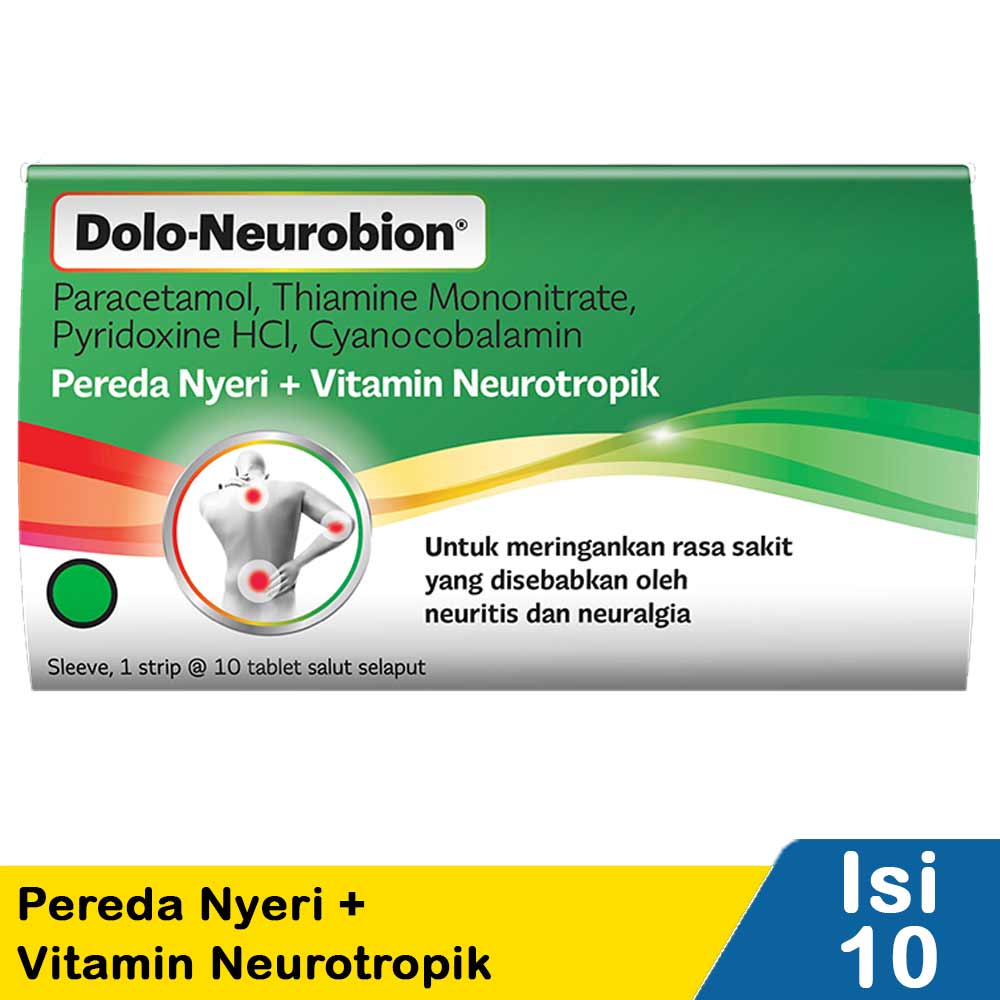 Dolo-Neurobion®
Paracetamol, Thiamine Mononitrate,
Pyridoxine HCl, Cyanocobalamin
Pereda Nyeri + Vitamin Neurotropik
Untuk meringankan rasa sakit
yang disebabkan oleh
neuritis dan neuralgia
Sleeve, 1 strip @ 10 tablet salut selaput
Pereda Nyeri +
Vitamin Neurotropik
Isi
10